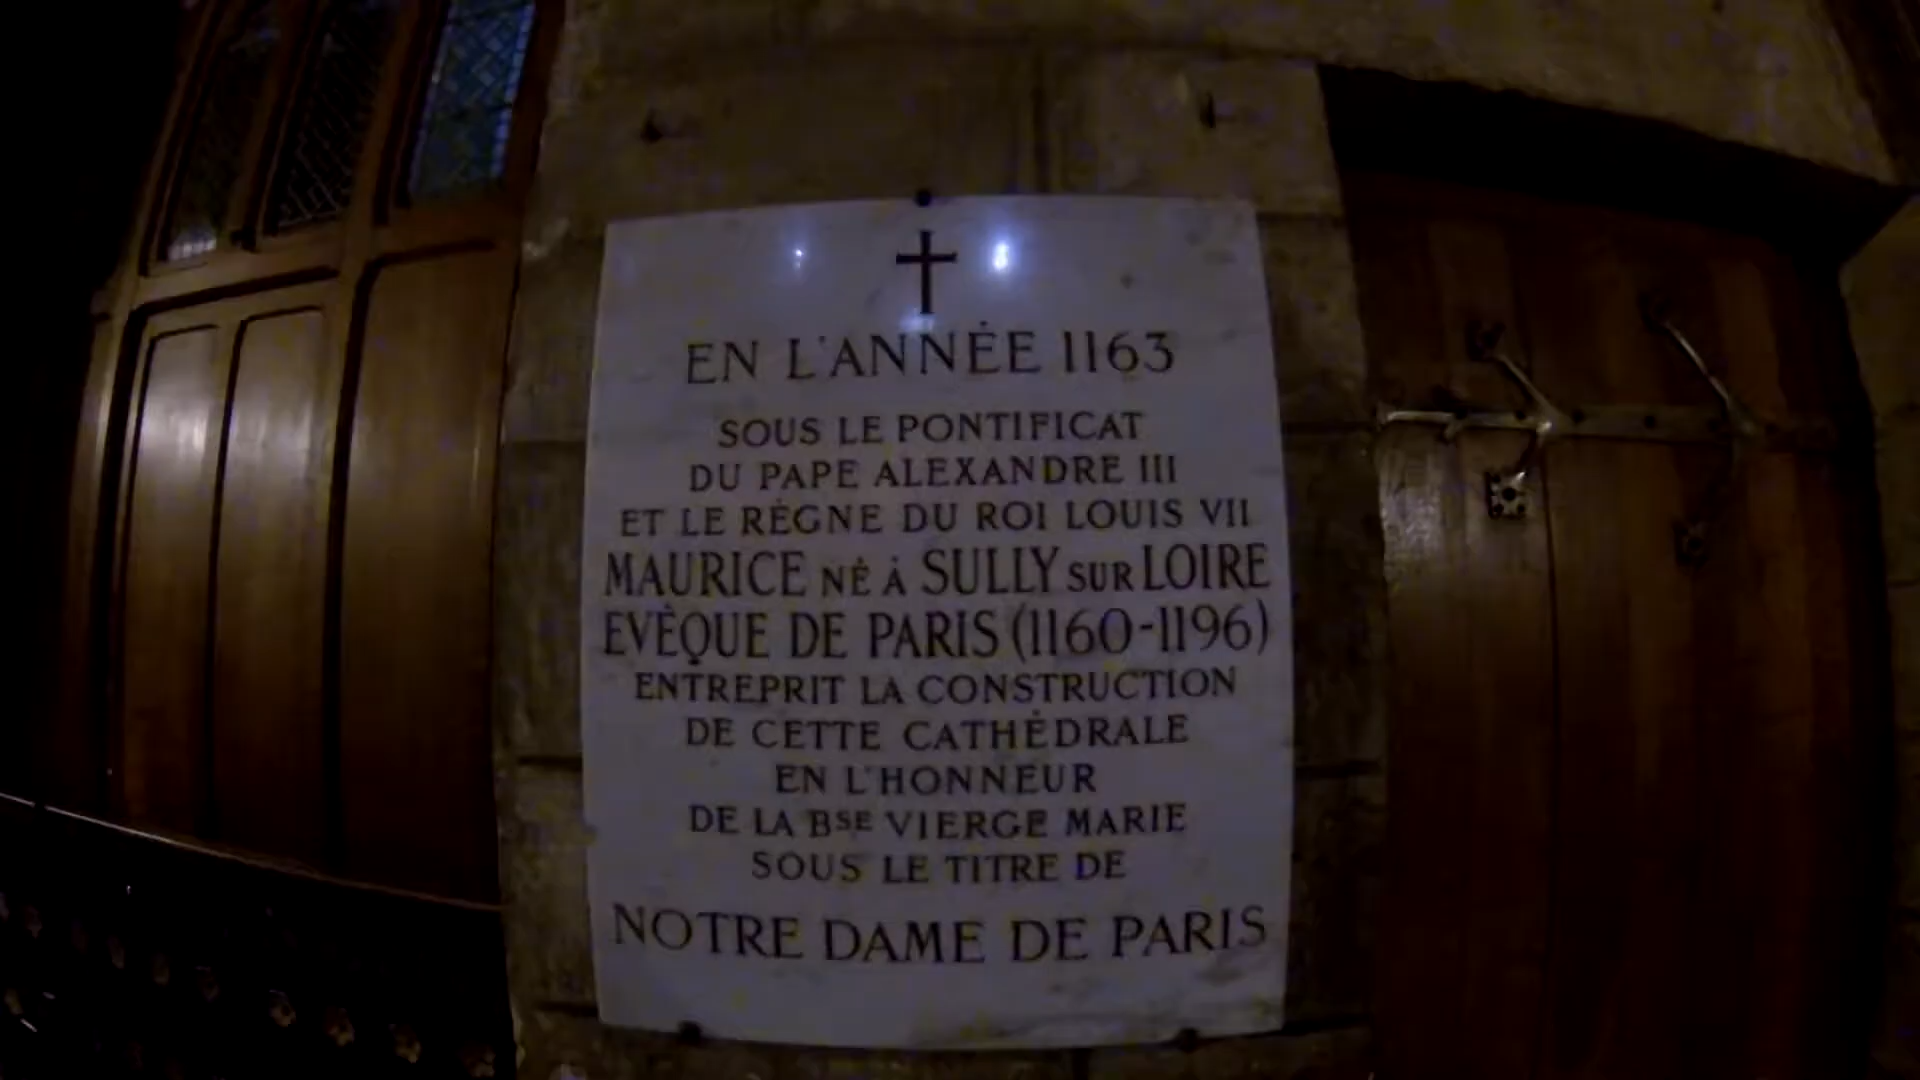 EN L'ANNÉE 1163
SOUS LE PONTIFICAT
DU PAPE ALEXANDRE III
ET LE RÈGNE DU ROI LOUIS VII
MAURICE NÉ À SULLY SUR LOIRE
EVÊQUE DE PARIS (1160-1196)
ENTREPRIT LA CONSTRUCTION
DE CETTE CATHÉDRALE
EN L'HONNEUR
DE LA BSE VIERGE MARIE
SOUS LE TITRE DE
NOTRE DAME DE PARIS